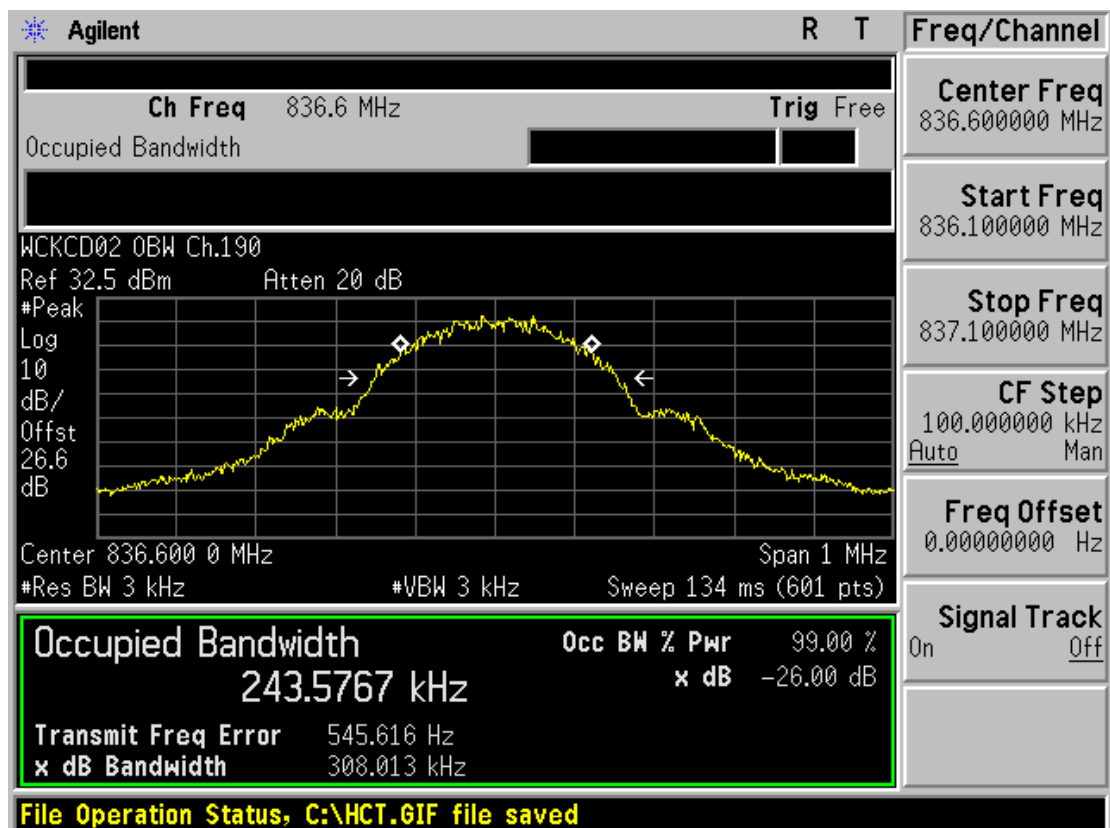 Agilent R T
Ch Freq 836.6 MHz Trig Free
Occupied Bandwidth
WCKCD02 OBW Ch.190
Ref 32.5 dBm Atten 20 dB
#Peak
Log
10
dB/
Offst
26.6
dB
Center 836.600 0 MHz Span 1 MHz
#Res BW 3 kHz #VBW 3 kHz Sweep 134 ms (601 pts)
Occupied Bandwidth Occ BW % Pwr 99.00 %
243.5767 kHz x dB -26.00 dB
Transmit Freq Error 545.616 Hz
x dB Bandwidth 308.013 kHz
File Operation Status, C:\HCT.GIF file saved
Freq/Channel
Center Freq
836.600000 MHz
Start Freq
836.100000 MHz
Stop Freq
837.100000 MHz
CF Step
100.000000 kHz
Auto Man
Freq Offset
0.00000000 Hz
Signal Track
On Off